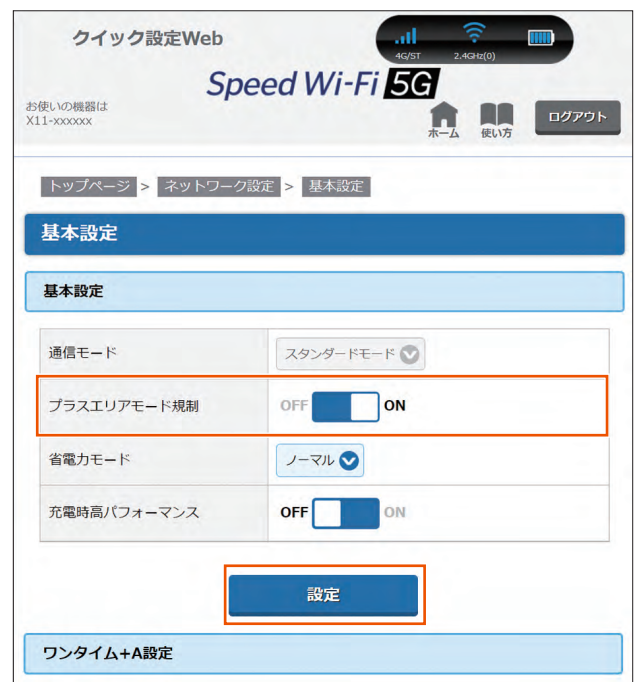 クイック設定Web
4G/5T 2.4GHz(0)
Speed Wi-Fi 5G
お使いの機器は
X11-xxxxxx
ホーム 使い方 ログアウト
トップページ > ネットワーク設定 > 基本設定
基本設定
基本設定
通信モード スタンダードモード
プラスエリアモード規制 OFF ON
省電力モード ノーマル
充電時高パフォーマンス OFF ON
設定
ワンタイム+A設定